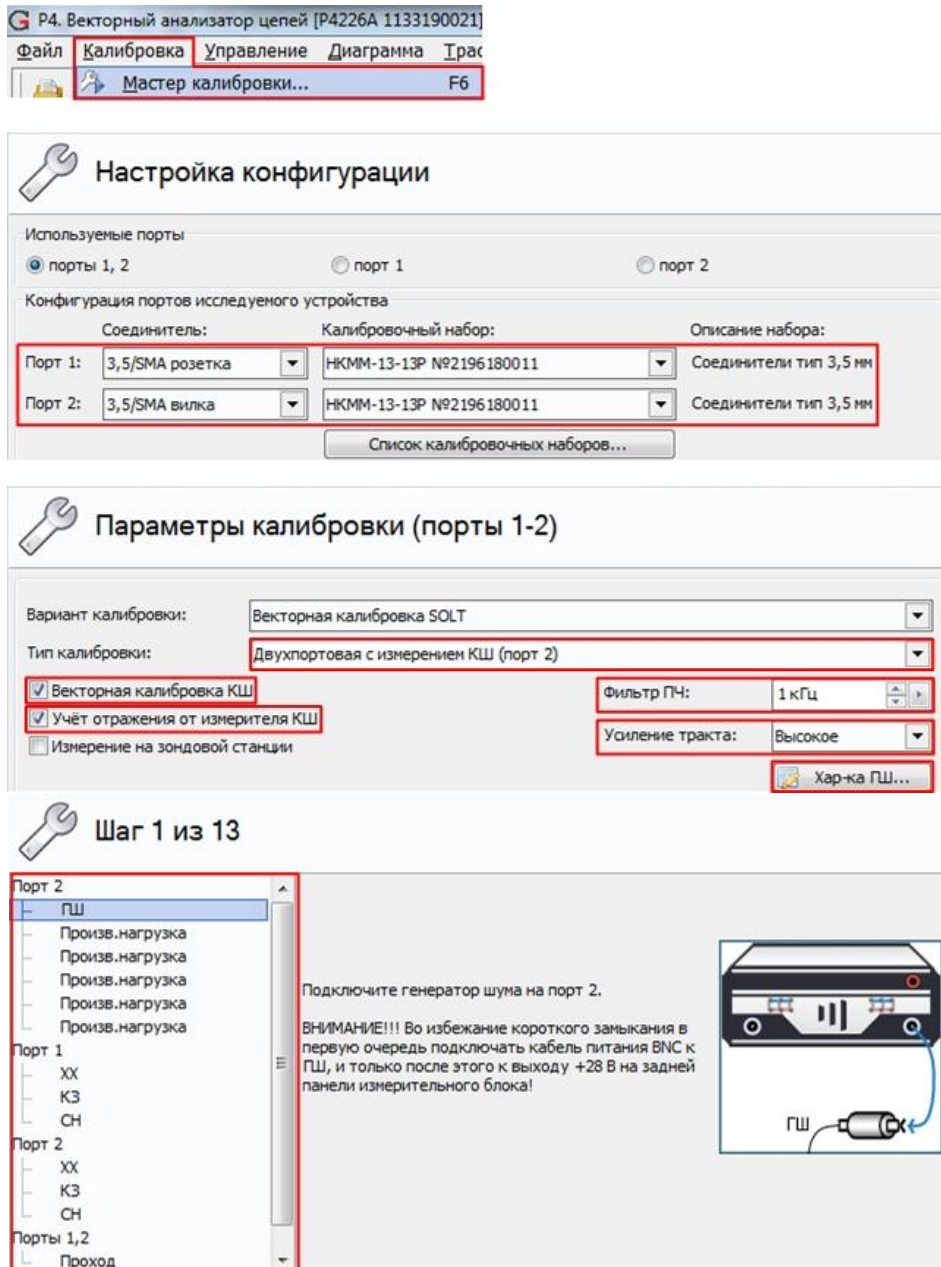 Р4. Векторный анализатор цепей [Р4226А 1133190021]
Файл Калибровка Управление Диаграмма Трас
Мастер калибровки... F6
Настройка конфигурации
Используемые порты
порты 1, 2 порт 1 порт 2
Конфигурация портов исследуемого устройства
Соединитель: Калибровочный набор: Описание набора:
Порт 1: 3,5/SMA розетка НКММ-13-13Р №2196180011 Соединители тип 3,5 мм
Порт 2: 3,5/SMA вилка НКММ-13-13Р №2196180011 Соединители тип 3,5 мм
Список калибровочных наборов...
Параметры калибровки (порты 1-2)
Вариант калибровки: Векторная калибровка SOLT
Тип калибровки: Двухпортовая с измерением КШ (порт 2)
Векторная калибровка КШ Фильтр ПЧ: 1 кГц
Учёт отражения от измерителя КШ
Усиление тракта: Высокое
Измерение на зондовой станции
Хар-ка ГШ...
Шаг 1 из 13
Порт 2
ГШ
Произв.нагрузка
Произв.нагрузка
Произв.нагрузка
Произв.нагрузка
Произв.нагрузка
Порт 1
ХХ
КЗ
СН
Порт 2
ХХ
КЗ
СН
Порты 1,2
Проход
Подключите генератор шума на порт 2.
ВНИМАНИЕ!!! Во избежание короткого замыкания в
первую очередь подключать кабель питания BNC к
ГШ, и только после этого к выходу +28 В на задней
панели измерительного блока!
ГШ